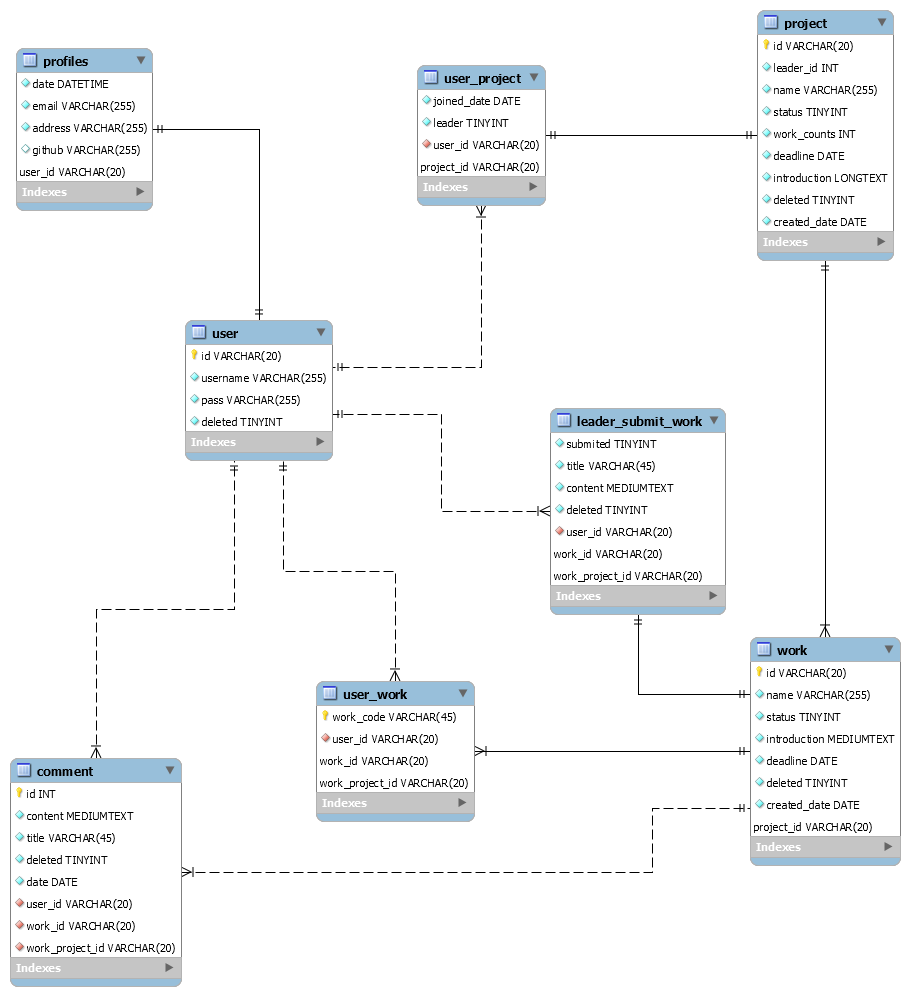 profiles
date DATETIME
email VARCHAR(255)
address VARCHAR(255)
github VARCHAR(255)
user_id VARCHAR(20)
Indexes
user_project
joined_date DATE
leader TINYINT
user_id VARCHAR(20)
project_id VARCHAR(20)
Indexes
project
id VARCHAR(20)
leader_id INT
name VARCHAR(255)
status TINYINT
work_counts INT
deadline DATE
introduction LONGTEXT
deleted TINYINT
created_date DATE
Indexes
user
id VARCHAR(20)
username VARCHAR(255)
pass VARCHAR(255)
deleted TINYINT
Indexes
leader_submit_work
submited TINYINT
title VARCHAR(45)
content MEDIUMTEXT
deleted TINYINT
user_id VARCHAR(20)
work_id VARCHAR(20)
work_project_id VARCHAR(20)
Indexes
work
id VARCHAR(20)
name VARCHAR(255)
status TINYINT
introduction MEDIUMTEXT
deadline DATE
deleted TINYINT
created_date DATE
project_id VARCHAR(20)
Indexes
user_work
work_code VARCHAR(45)
user_id VARCHAR(20)
work_id VARCHAR(20)
work_project_id VARCHAR(20)
Indexes
comment
id INT
content MEDIUMTEXT
title VARCHAR(45)
deleted TINYINT
date DATE
user_id VARCHAR(20)
work_id VARCHAR(20)
work_project_id VARCHAR(20)
Indexes